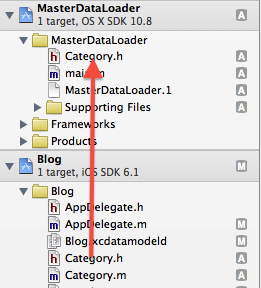 MasterDataLoader A
1 target, OS X SDK 10.8
MasterDataLoader
h Category.h A
m main.m A
MasterDataLoader.1 A
Supporting Files A
Frameworks
Products
Blog M
1 target, iOS SDK 6.1
Blog
h AppDelegate.h
m AppDelegate.m M
Blog.xcdatamodeld M
h Category.h A
m Category.m A